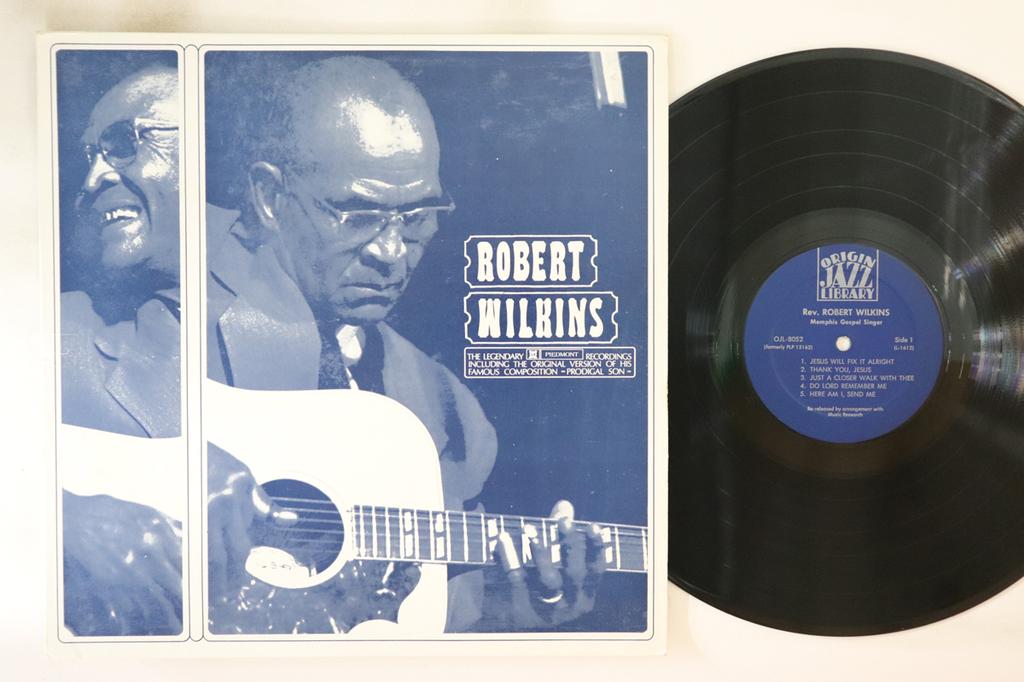 ROBERT
WILKINS
THE LEGENDARY PIEDMONT RECORDINGS
INCLUDING THE ORIGINAL VERSION OF HIS
FAMOUS COMPOSITION – PRODIGAL SON –
ORIGIN
JAZZ
LIBRARY
Rev. ROBERT WILKINS
Memphis Gospel Singer
OJL-8052 Side 1
(formerly PLP 13162) (L-1612)
1. JESUS WILL FIX IT ALRIGHT
2. THANK YOU, JESUS
3. JUST A CLOSER WALK WITH THEE
4. DO LORD REMEMBER ME
5. HERE AM I, SEND ME
Re-released by arrangement with
Music Research